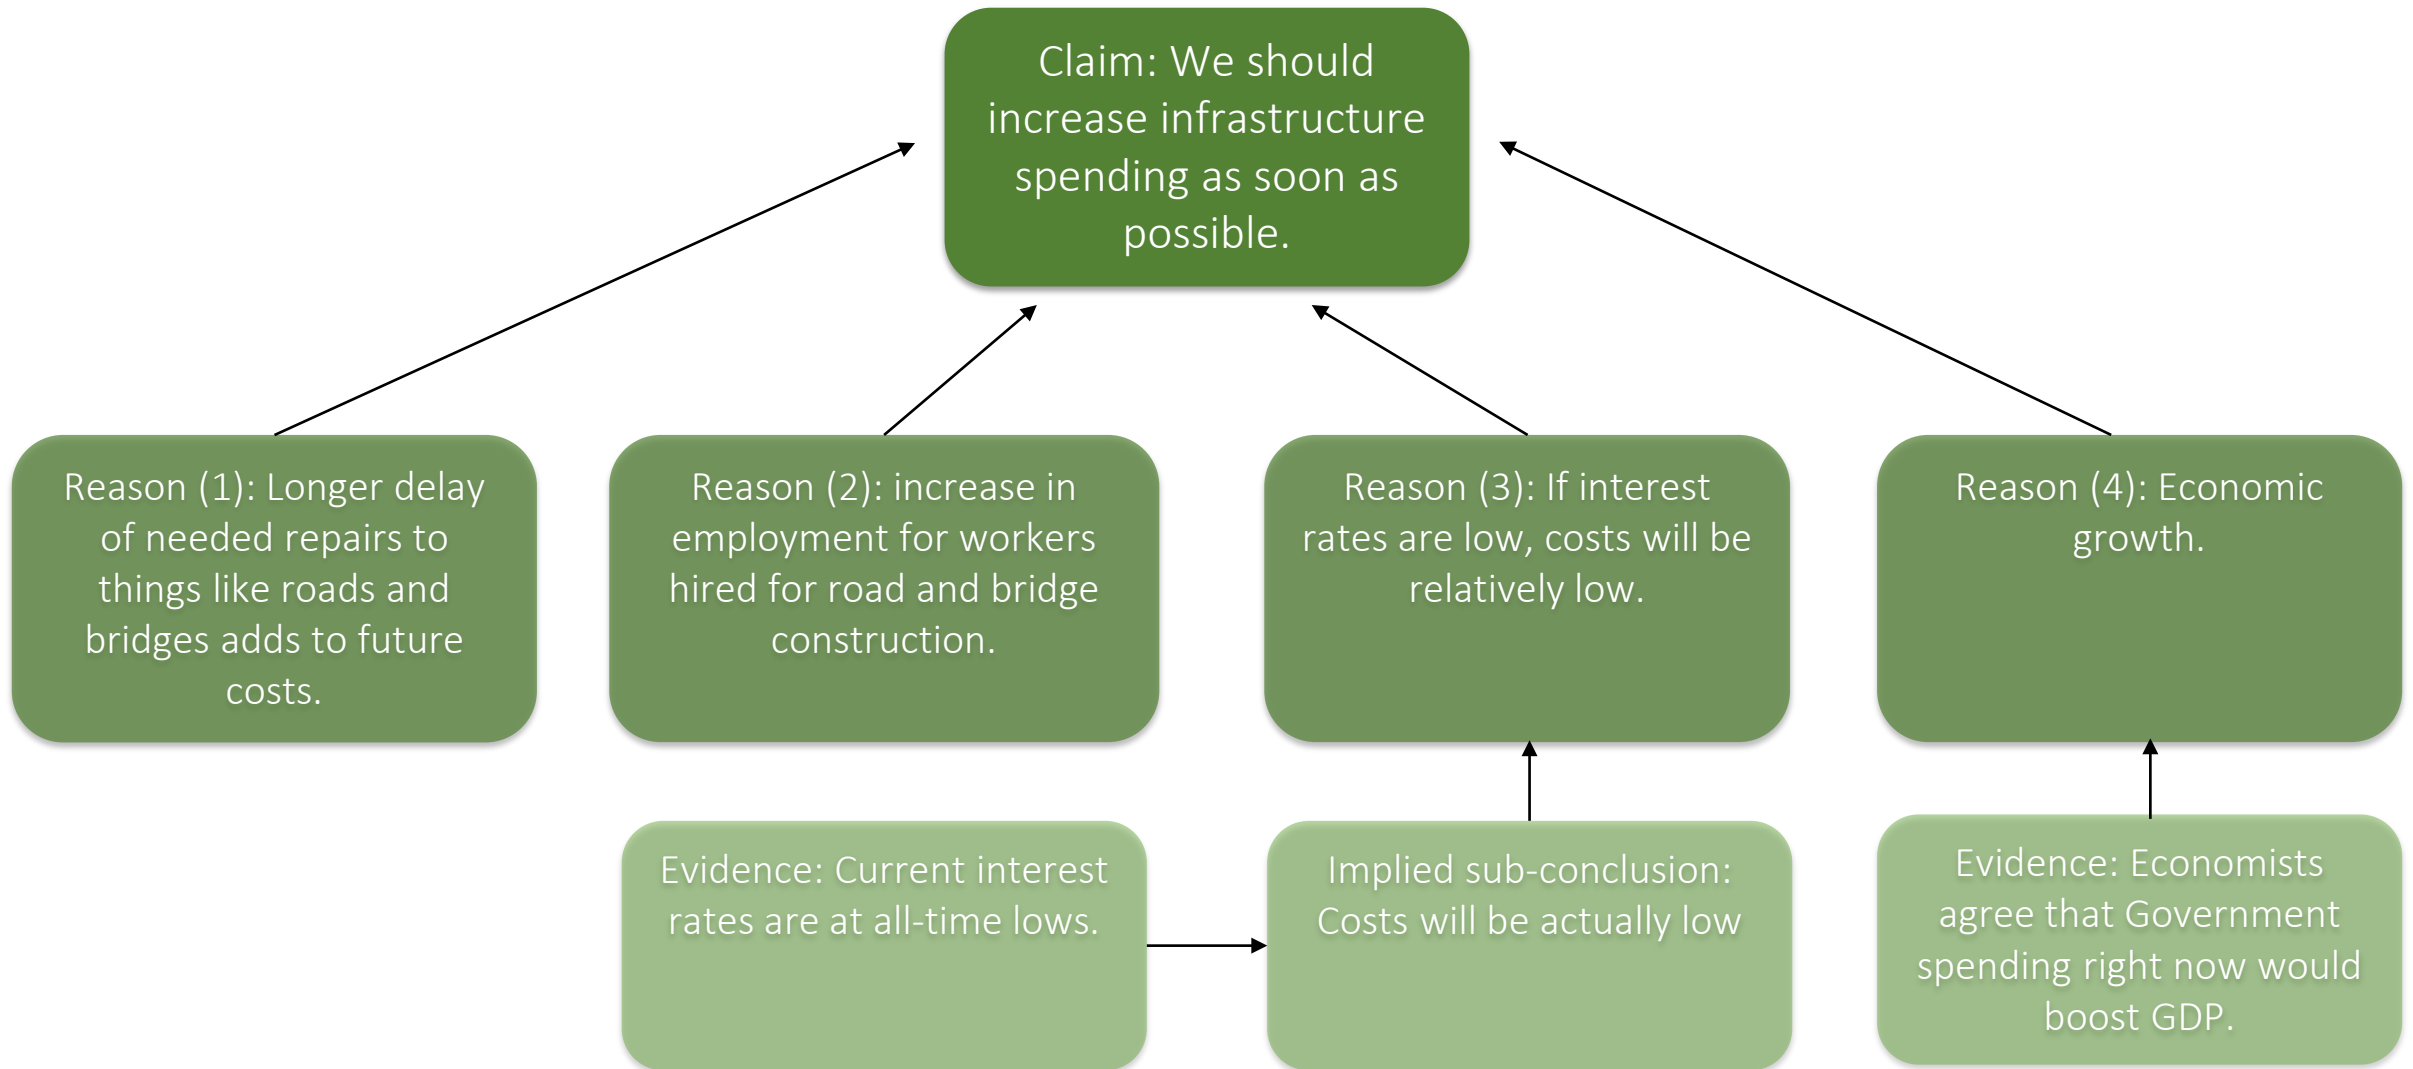 Claim: We should
increase infrastructure
spending as soon as
possible.
Reason (1): Longer delay
of needed repairs to
things like roads and
bridges adds to future
costs.
Reason (2): increase in
employment for workers
hired for road and bridge
construction.
Reason (3): If interest
rates are low, costs will be
relatively low.
Reason (4): Economic
growth.
Evidence: Current interest
rates are at all-time lows.
Implied sub-conclusion:
Costs will be actually low
Evidence: Economists
agree that Government
spending right now would
boost GDP.